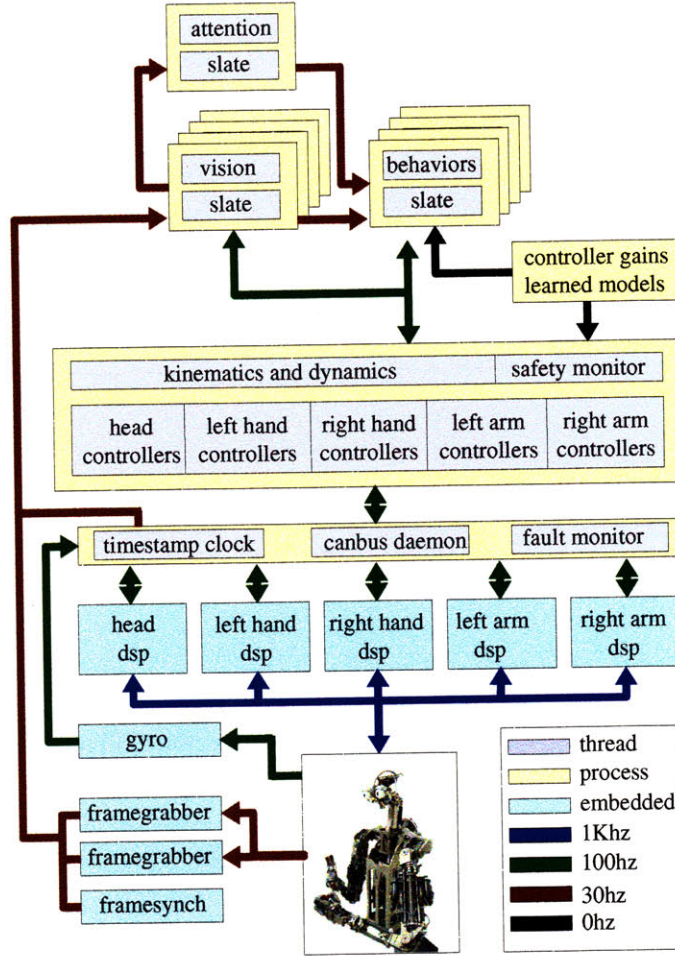 attention
slate
vision
slate
behaviors
slate
controller gains
learned models
kinematics and dynamics
safety monitor
head
controllers
left hand
controllers
right hand
controllers
left arm
controllers
right arm
controllers
timestamp clock
canbus daemon
fault monitor
head
dsp
left hand
dsp
right hand
dsp
left arm
dsp
right arm
dsp
gyro
framegrabber
framegrabber
framesynch
thread
process
embedded
1Khz
100hz
30hz
0hz